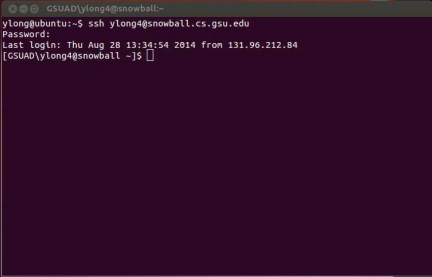 GSUAD\ylong4@snowball:~
ylong@ubuntu:~$ ssh ylong4@snowball.cs.gsu.edu
Password:
Last login: Thu Aug 28 13:34:54 2014 from 131.96.212.84
[GSUAD\ylong4@snowball ~]$